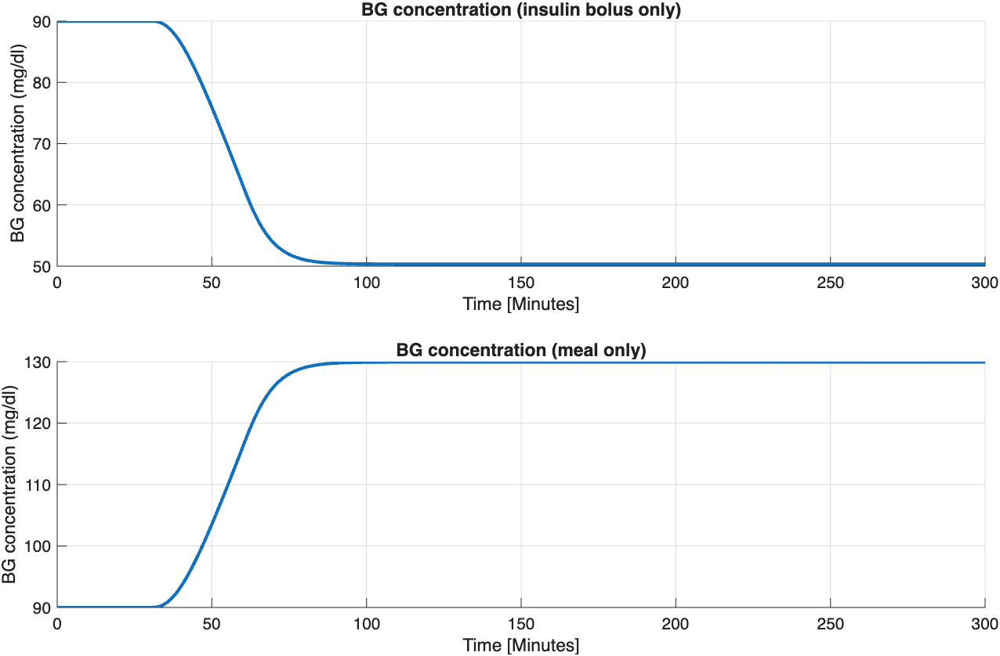 BG concentration (insulin bolus only)
BG concentration (mg/dl)
90
80
70
60
50
0 50 100 150 200 250 300
Time [Minutes]
BG concentration (meal only)
BG concentration (mg/dl)
130
120
110
100
90
0 50 100 150 200 250 300
Time [Minutes]